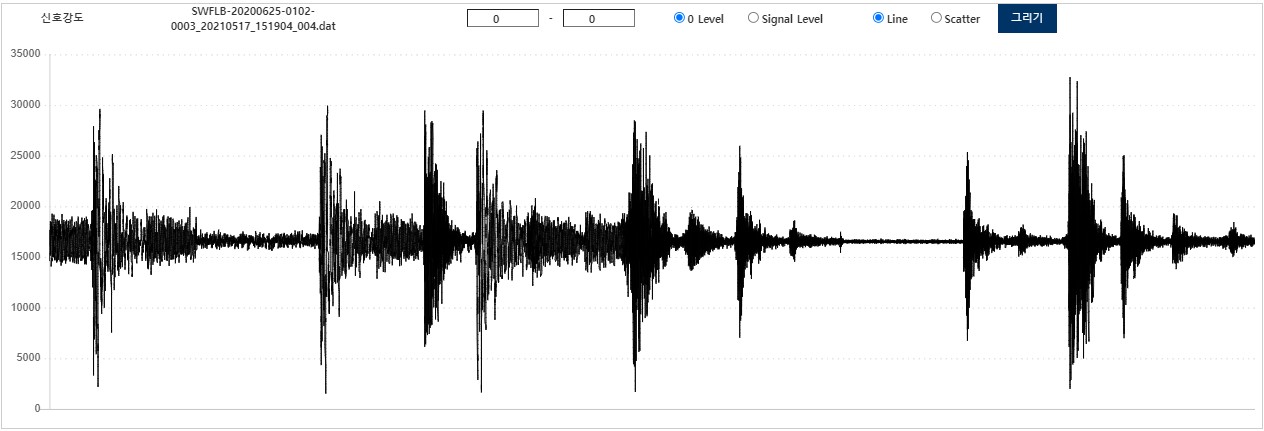 신호강도
SWFLB-20200625-0102-
0003_20210517_151904_004.dat
0 - 0
0 Level Signal Level
Line Scatter
그리기
35000
30000
25000
20000
15000
10000
5000
0